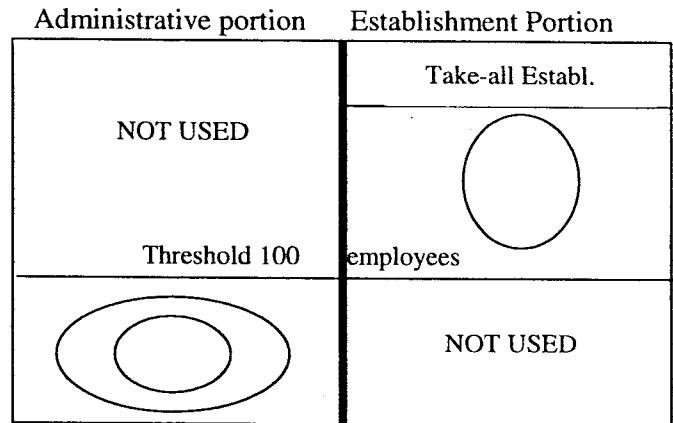 Administrative portion Establishment Portion
Take-all Establ.
NOT USED
Threshold 100 employees
NOT USED